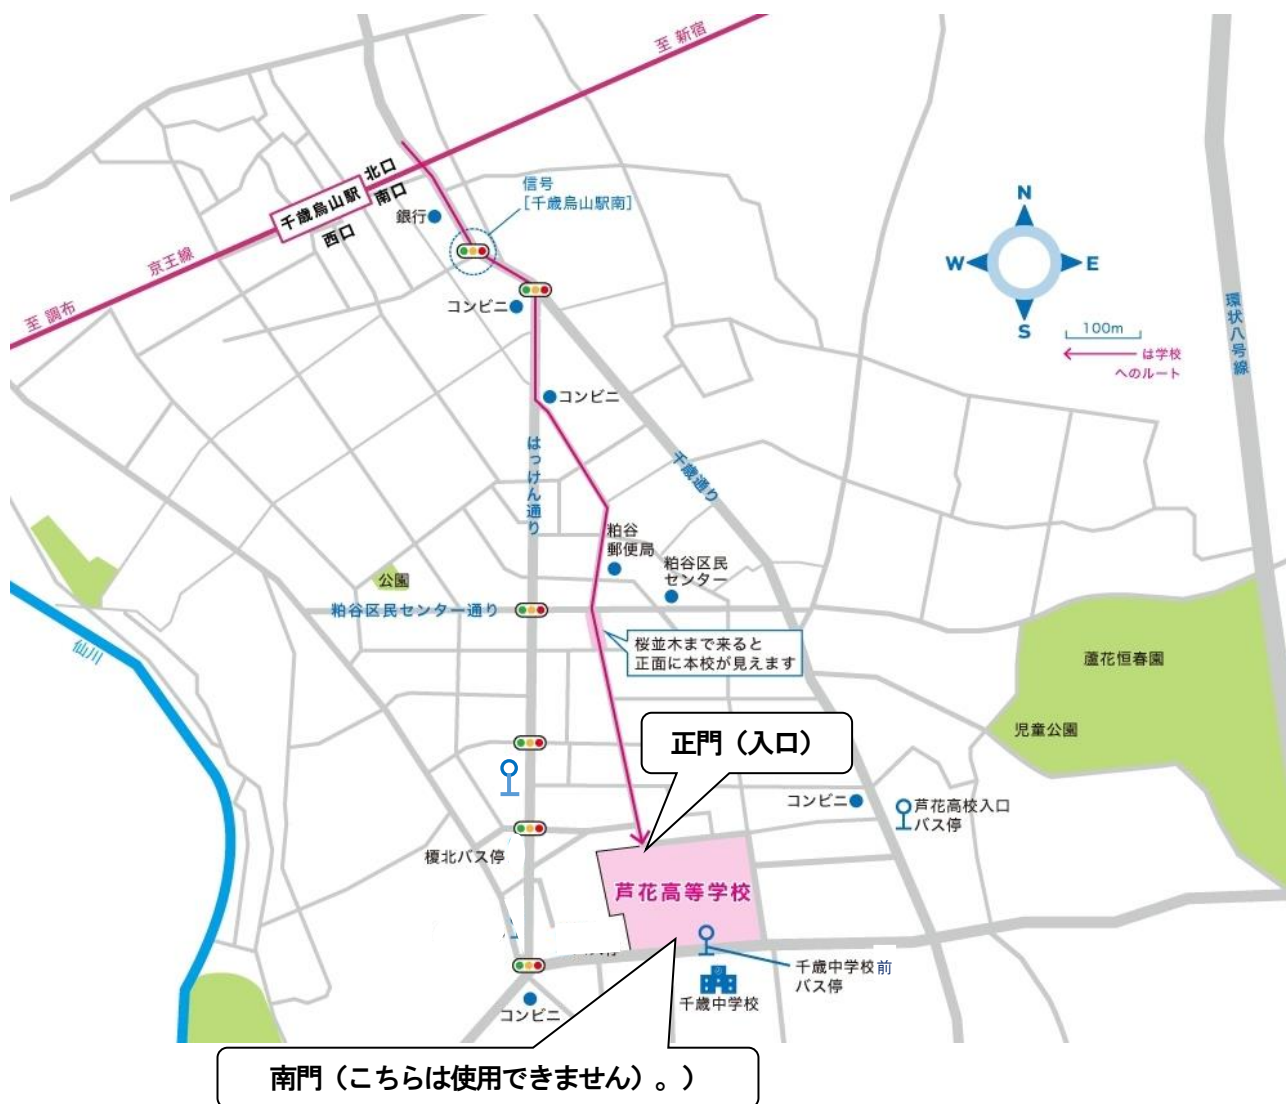 至 新宿
北口
千歳烏山駅
南口
西口
信号
[千歳烏山駅南]
銀行
京王線
至 調布
コンビニ
N
W
E
S
100m
は学校
へのルート
環状八号線
コンビニ
はっけん通り
千歳通り
粕谷
郵便局
粕谷区民
センター
公園
粕谷区民センター通り
仙川
桜並木まで来ると
正面に本校が見えます
蘆花恒春園
児童公園
正門（入口）
コンビニ
芦花高校入口
バス停
榎北バス停
芦花高等学校
千歳中学校前
バス停
千歳中学校
コンビニ
南門（こちらは使用できません）。）